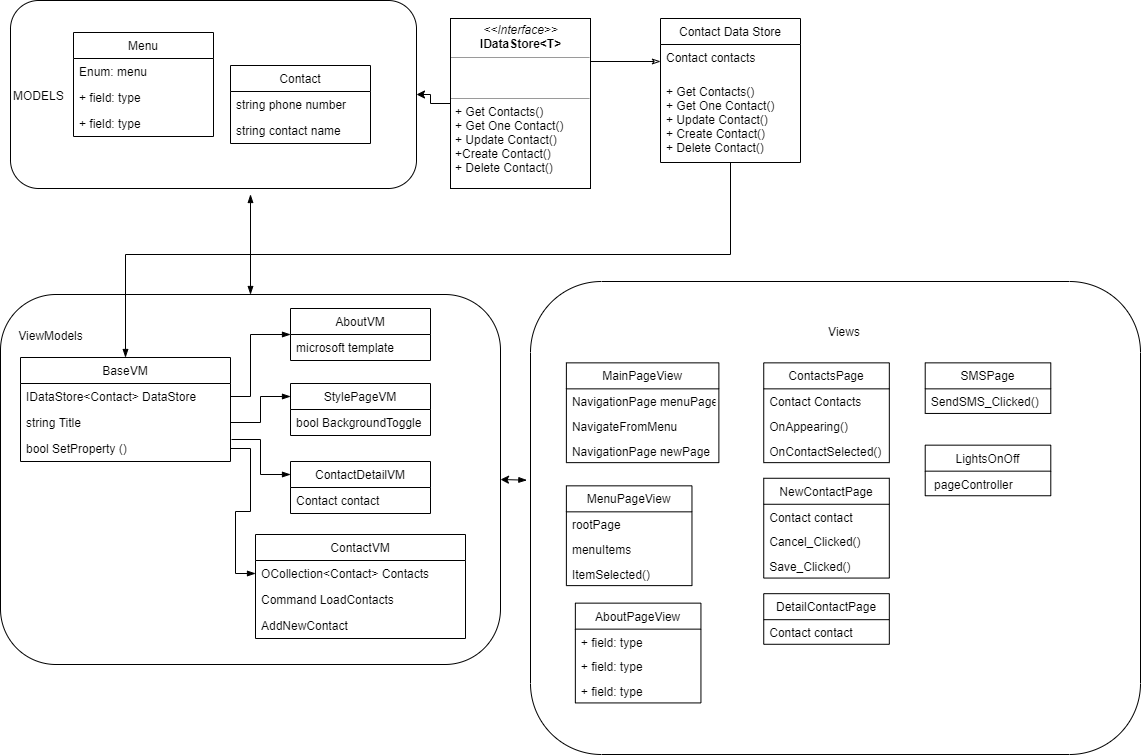 MODELS
Menu
Enum: menu
+ field: type
+ field: type
Contact
string phone number
string contact name
<<Interface>>
IDataStore<T>
+ Get Contacts()
+ Get One Contact()
+ Update Contact()
+Create Contact()
+ Delete Contact()
Contact Data Store
Contact contacts
+ Get Contacts()
+ Get One Contact()
+ Update Contact()
+ Create Contact()
+ Delete Contact()
ViewModels
BaseVM
IDataStore<Contact> DataStore
string Title
bool SetProperty ()
AboutVM
microsoft template
StylePageVM
bool BackgroundToggle
ContactDetailVM
Contact contact
ContactVM
OCollection<Contact> Contacts
Command LoadContacts
AddNewContact
Views
MainPageView
NavigationPage menuPage
NavigateFromMenu
NavigationPage newPage
MenuPageView
rootPage
menuItems
ItemSelected()
AboutPageView
+ field: type
+ field: type
+ field: type
ContactsPage
Contact Contacts
OnAppearing()
OnContactSelected()
NewContactPage
Contact contact
Cancel_Clicked()
Save_Clicked()
DetailContactPage
Contact contact
SMSPage
SendSMS_Clicked()
LightsOnOff
pageController